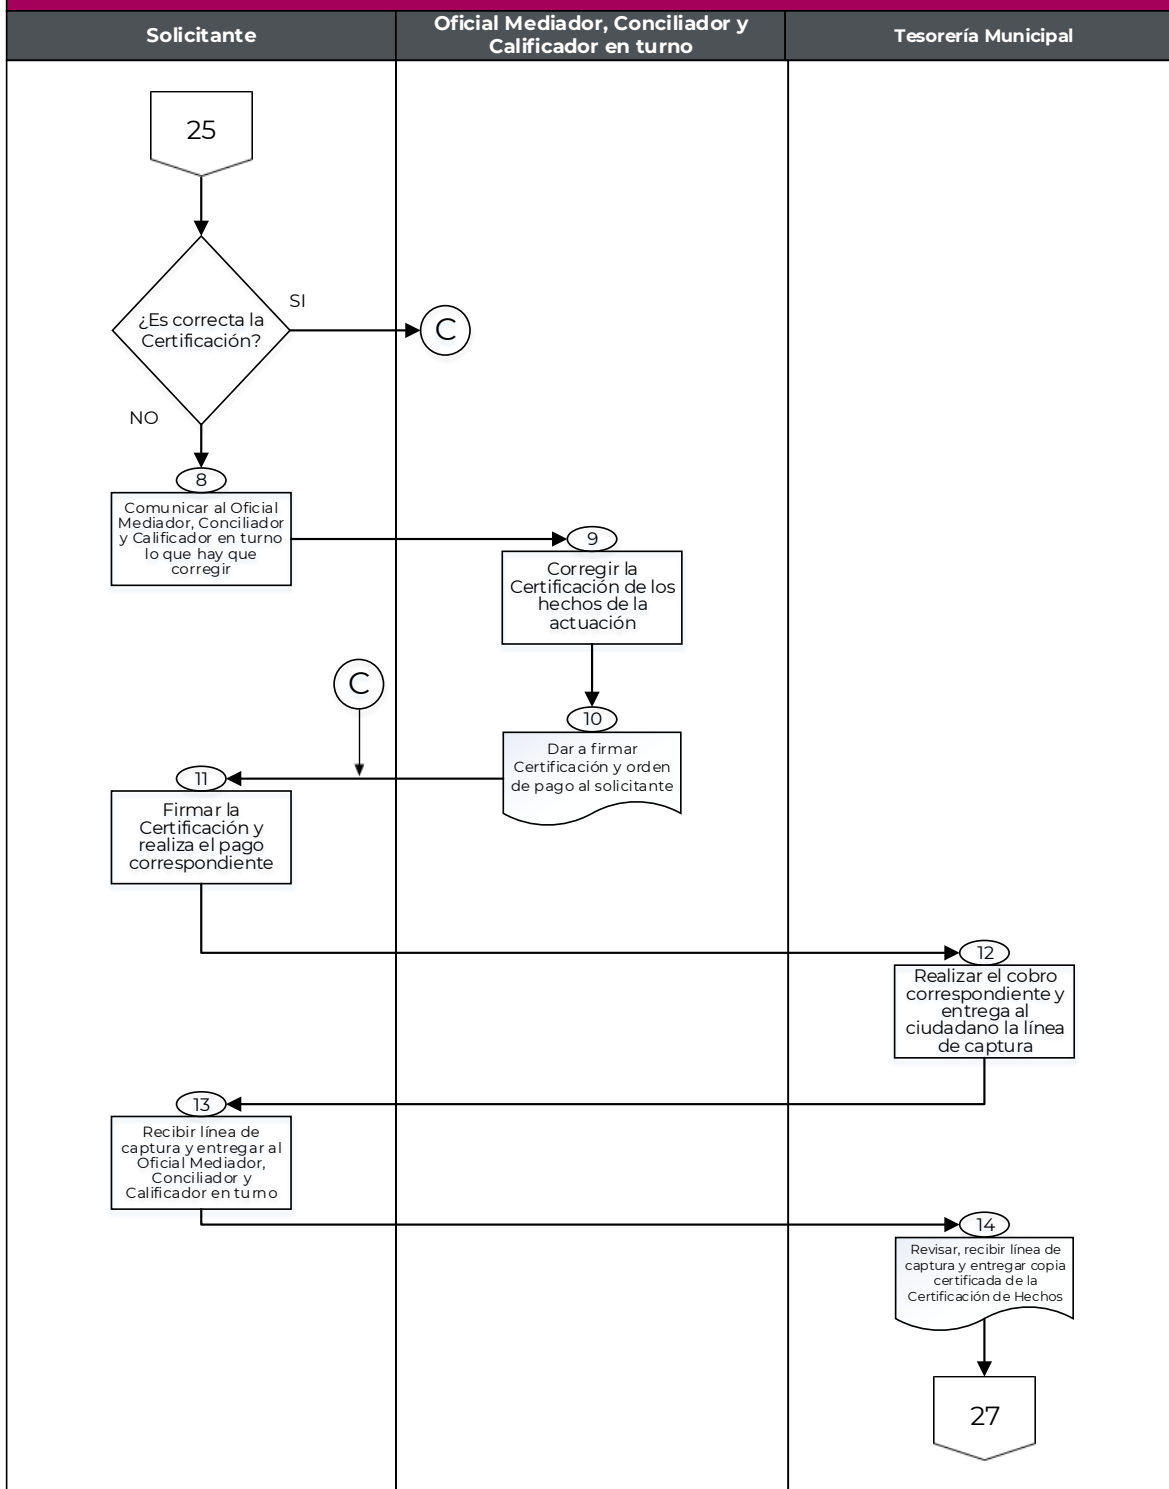 Solicitante
Oficial Mediador, Conciliador y
Calificador en turno
Tesorería Municipal
25
¿Es correcta la
Certificación?
SI
C
NO
8
Comunicar al Oficial
Mediador, Conciliador
y Calificador en turno
lo que hay que
corregir
9
Corregir la
Certificación de los
hechos de la
actuación
C
10
Dar a firmar
Certificación y orden
de pago al solicitante
11
Firmar la
Certificación y
realiza el pago
correspondiente
12
Realizar el cobro
correspondiente y
entrega al
ciudadano la línea
de captura
13
Recibir línea de
captura y entregar al
Oficial Mediador,
Conciliador y
Calificador en turno
14
Revisar, recibir línea de
captura y entregar copia
certificada de la
Certificación de Hechos
27